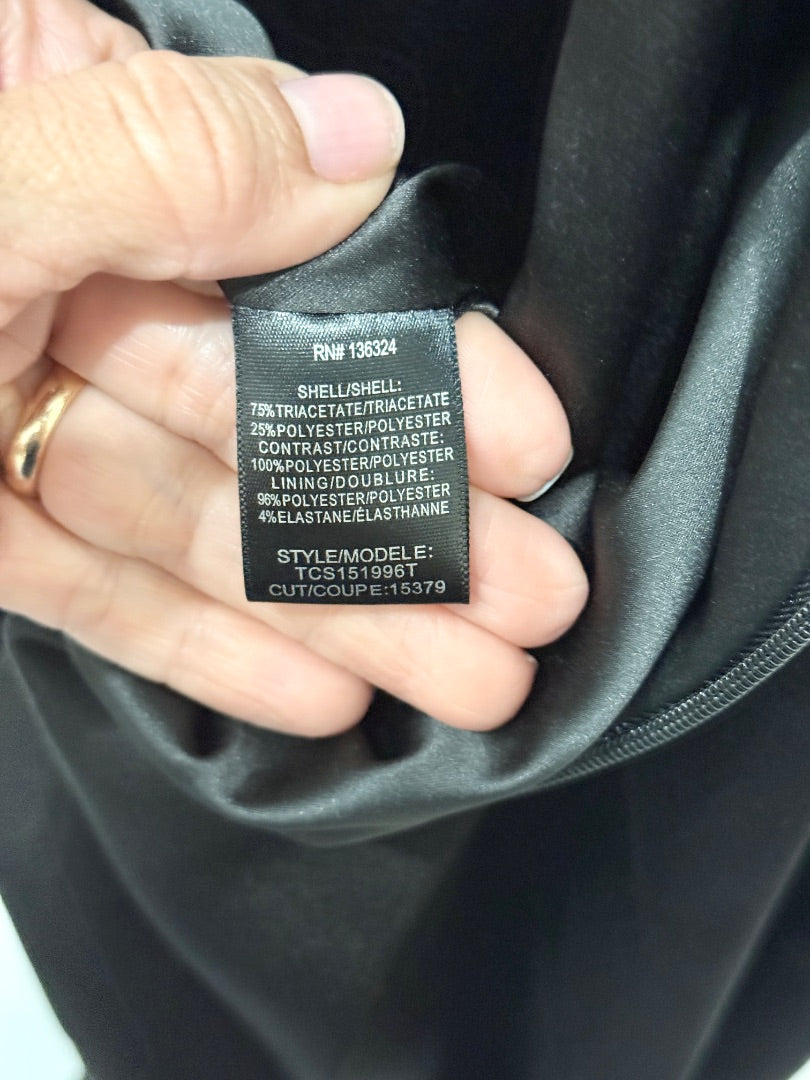 RN# 136324
SHELL/SHELL:
75%TRIACETATE/TRIACETATE
25%POLYESTER/POLYESTER
CONTRAST/CONTRASTE:
100%POLYESTER/POLYESTER
LINING/DOUBLURE:
96%POLYESTER/POLYESTER
4%ELASTANE/ÉLASTHANNE
STYLE/MODELE:
TCS151996T
CUT/COUPE:15379